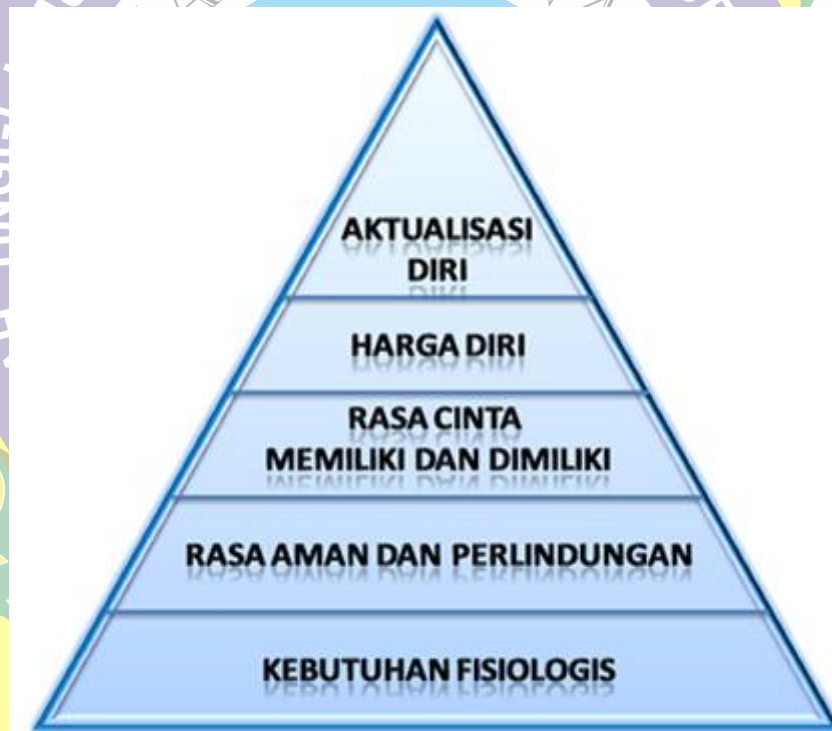 AKTUALISASI
DIRI
HARGA DIRI
RASA CINTA
MEMILIKI DAN DIMILIKI
RASA AMAN DAN PERLINDUNGAN
KEBUTUHAN FISIOLOGIS